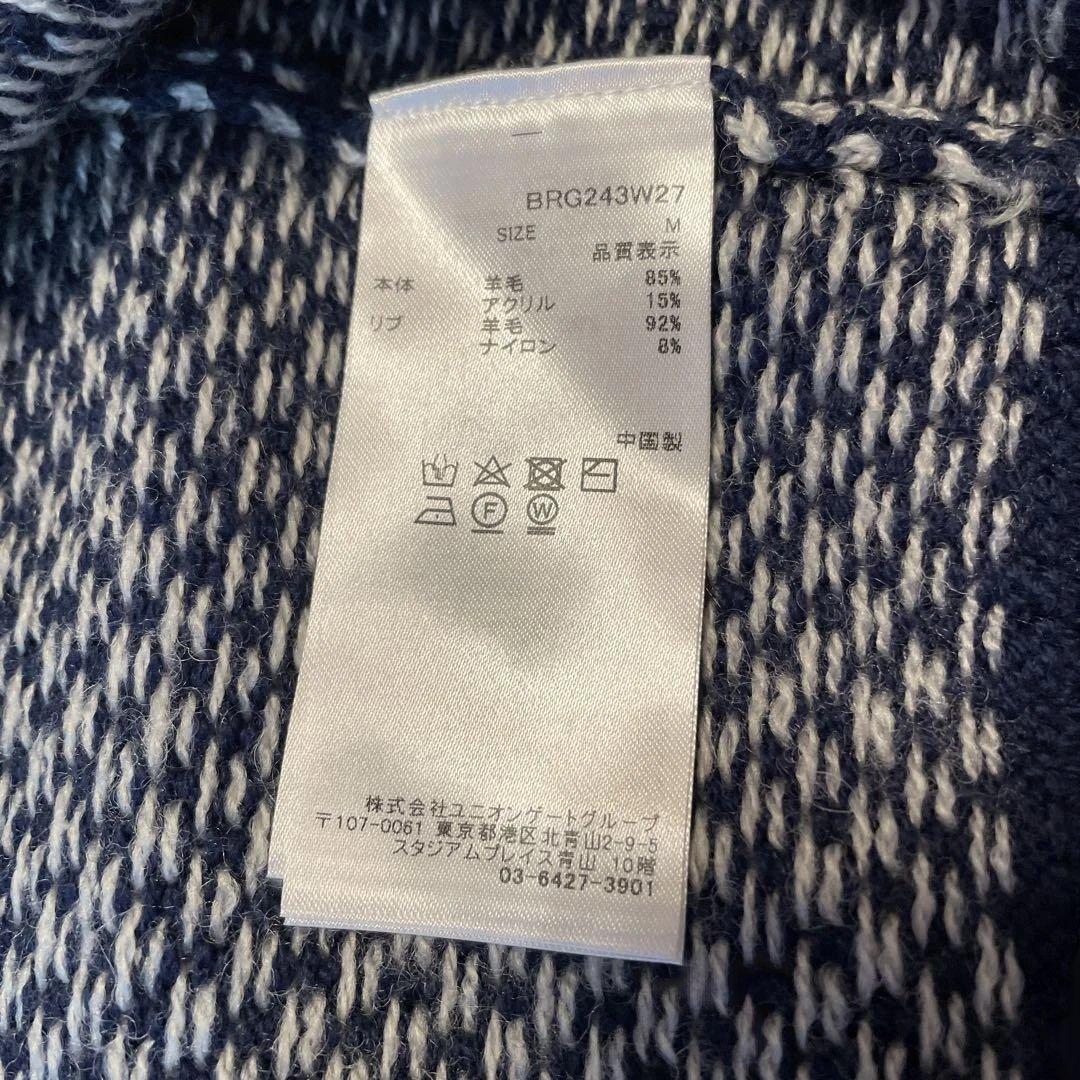 BRG243W27
SIZE M
品質表示
本体 羊毛 85%
アクリル 15%
リブ 羊毛 92%
ナイロン 8%
中国製
F W
株式会社ユニオンゲートグループ
〒107-0061 東京都港区北青山2-9-5
スタジアムプレイス青山 10階
03-6427-3901